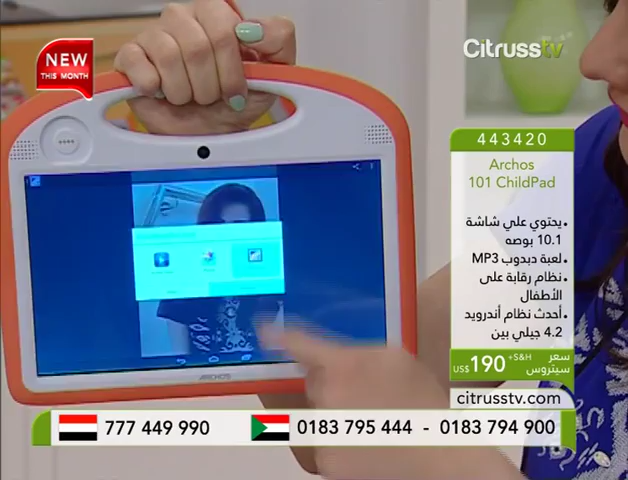 NEW
THIS MONTH
Citrusstv
443420
Archos
101 ChildPad
يحتوي علي شاشة
10.1 بوصه
لعبة دبدوب MP3
نظام رقابة على
الأطفال
أحدث نظام أندرويد
4.2 جيلي بين
سعر
سيتروس
US$ 190 +S&H
citrusstv.com
ARCHOS
777 449 990
0183 795 444 - 0183 794 900